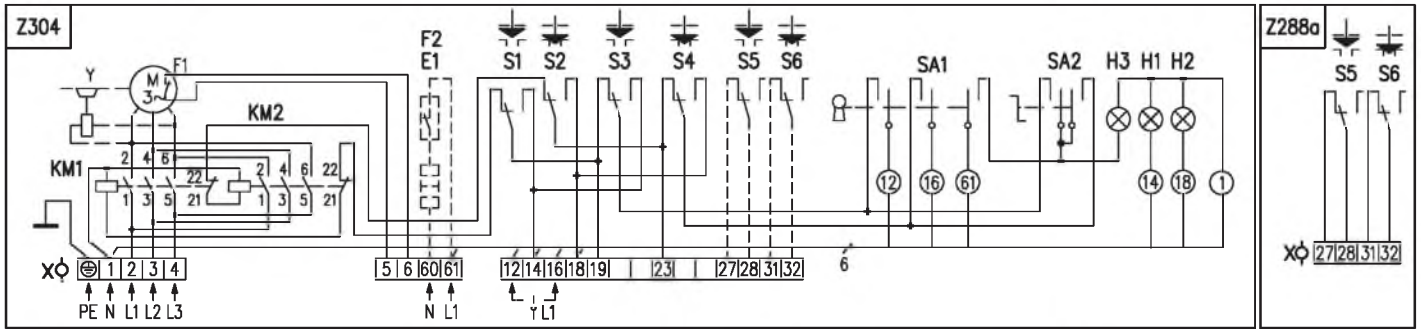 Z304
Z288a
F2
E1 S1 S2 S3 S4 S5 S6 SA1 SA2 H3 H1 H2
S5 S6
Y
M
3~
F1
KM2
KM1
2 4 6 22 2 4 6 22
1 3 5 21 1 3 5 21
12 16 61 14 18 1
6
X 1 2 3 4 5 6 60 61 12 14 16 18 19 23 27 28 31 32
X 27 28 31 32
PE N L1 L2 L3 N L1 L1